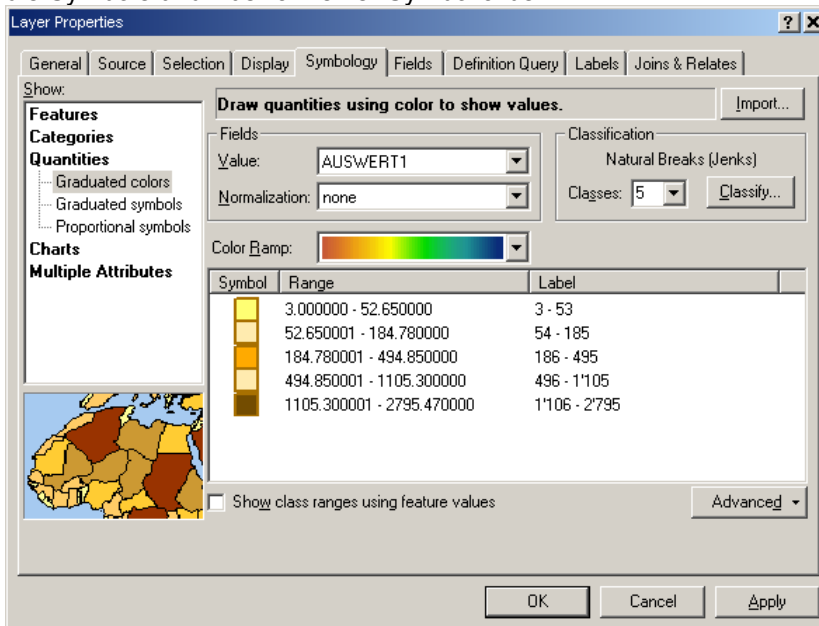 Layer Properties
General Source Selection Display Symbology Fields Definition Query Labels Joins & Relates
Show:
Features
Categories
Quantities
Graduated colors
Graduated symbols
Proportional symbols
Charts
Multiple Attributes
Draw quantities using color to show values.
Import...
Fields
Value: AUSWERT1
Normalization: none
Classification
Natural Breaks (Jenks)
Classes: 5 Classify...
Color Ramp:
Symbol Range Label
3.000000 - 52.650000 3 - 53
52.650001 - 184.780000 54 - 185
184.780001 - 494.850000 186 - 495
494.850001 - 1105.300000 496 - 1'105
1105.300001 - 2795.470000 1'106 - 2'795
Show class ranges using feature values
Advanced
OK Cancel Apply